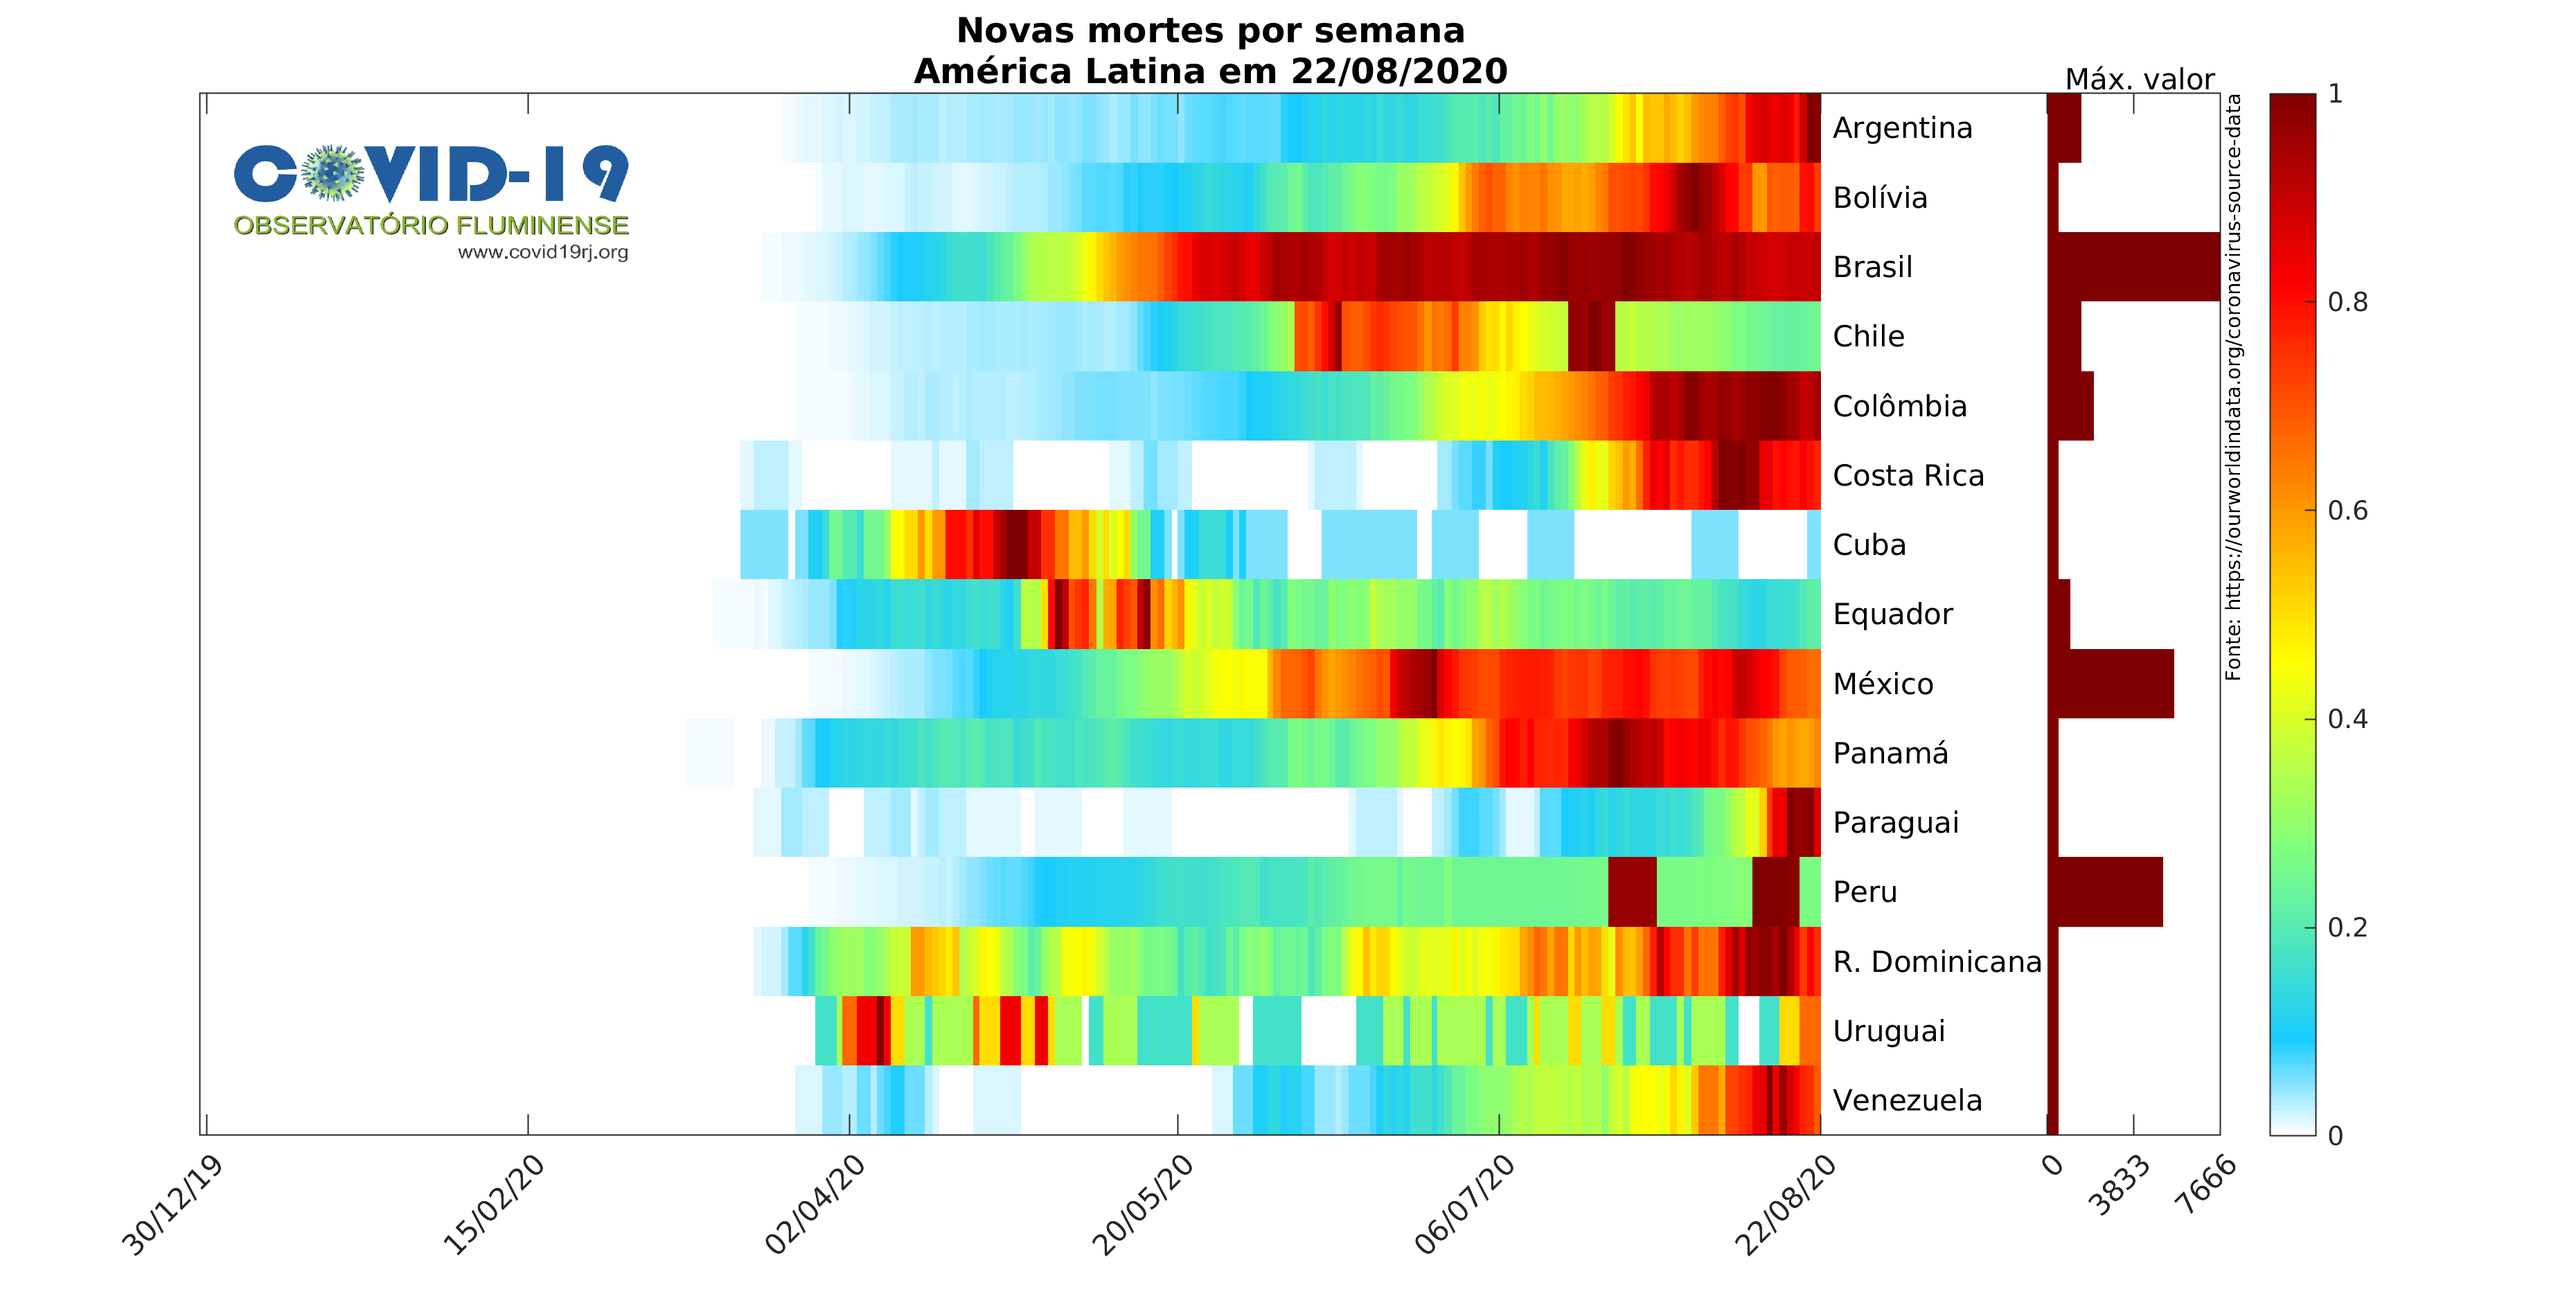 Novas mortes por semana
América Latina em 22/08/2020
Máx. valor
COVID-19
OBSERVATÓRIO FLUMINENSE
www.covid19rj.org
Argentina
Bolívia
Brasil
Chile
Colômbia
Costa Rica
Cuba
Equador
México
Panamá
Paraguai
Peru
R. Dominicana
Uruguai
Venezuela
Fonte: https://ourworldindata.org/coronavirus-source-data
1
0.8
0.6
0.4
0.2
0
30/12/19
15/02/20
02/04/20
20/05/20
06/07/20
22/08/20
0
3833
7666